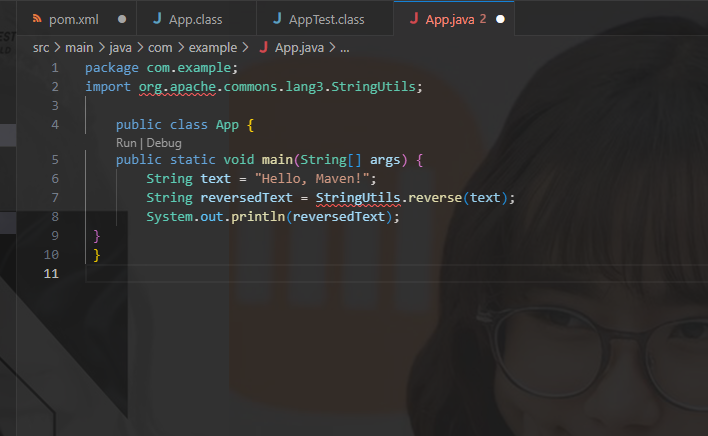 pom.xml
App.class
AppTest.class
App.java 2
src > main > java > com > example > App.java > ...
1 package com.example;
2 import org.apache.commons.lang3.StringUtils;
3
4 public class App {
Run | Debug
5 public static void main(String[] args) {
6 String text = "Hello, Maven!";
7 String reversedText = StringUtils.reverse(text);
8 System.out.println(reversedText);
9 }
10 }
11